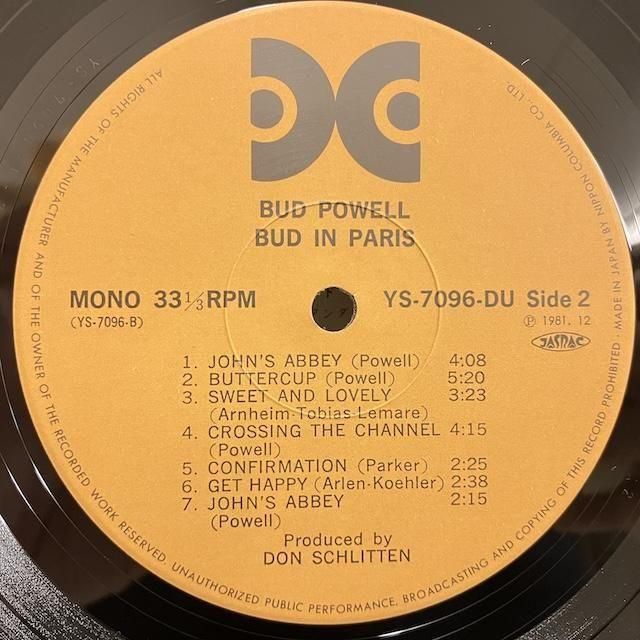 BUD POWELL
BUD IN PARIS
MONO 33 1/3 RPM
(YS-7096-B)
YS-7096-DU Side 2
Ⓟ 1981. 12
JASRAC
1. JOHN'S ABBEY (Powell) 4:08
2. BUTTERCUP (Powell) 5:20
3. SWEET AND LOVELY 3:23
(Arnheim-Tobias-Lemare)
4. CROSSING THE CHANNEL 4:15
(Powell)
5. CONFIRMATION (Parker) 2:25
6. GET HAPPY (Arlen-Koehler) 2:38
7. JOHN'S ABBEY 2:15
(Powell)
Produced by
DON SCHLITTEN
ALL RIGHTS OF THE MANUFACTURER AND OF THE OWNER OF THE RECORDED WORK RESERVED. UNAUTHORIZED PUBLIC PERFORMANCE, BROADCASTING AND COPYING OF THIS RECORD PROHIBITED · MADE IN JAPAN BY NIPPON COLUMBIA CO., LTD.